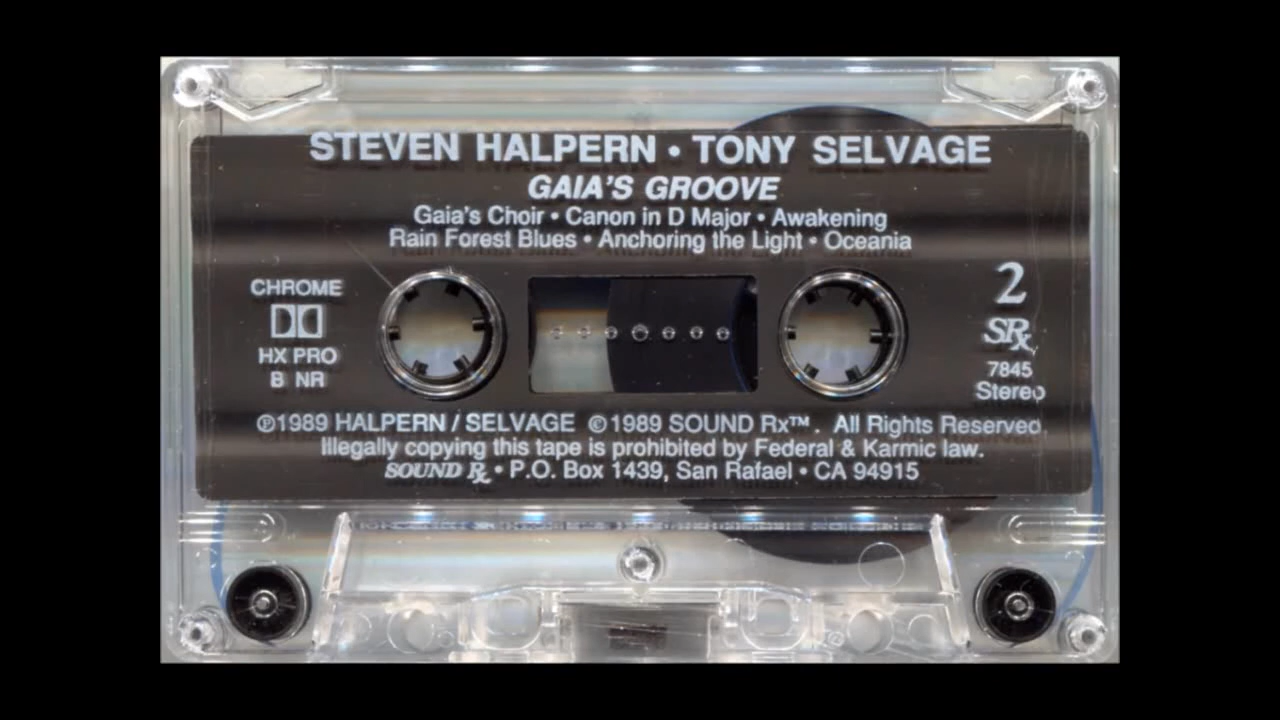 STEVEN HALPERN • TONY SELVAGE
GAIA'S GROOVE
Gaia's Choir • Canon in D Major • Awakening
Rain Forest Blues • Anchoring the Light • Oceania
CHROME
HX PRO
B NR
2
SRx
7845
Stereo
℗1989 HALPERN / SELVAGE ©1989 SOUND Rx™. All Rights Reserved.
Illegally copying this tape is prohibited by Federal & Karmic law.
SOUND Rx • P.O. Box 1439, San Rafael • CA 94915